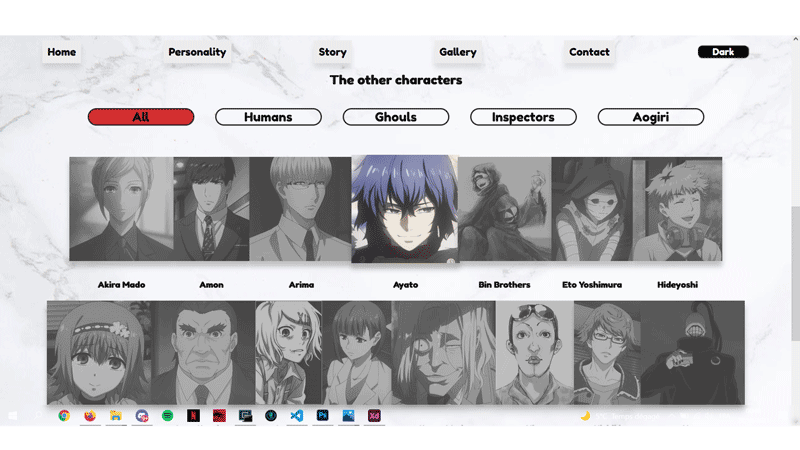 Home Personality Story Gallery Contact Dark
The other characters
All Humans Ghouls Inspectors Aogiri
Akira Mado Amon Arima Ayato Bin Brothers Eto Yoshimura Hideyoshi